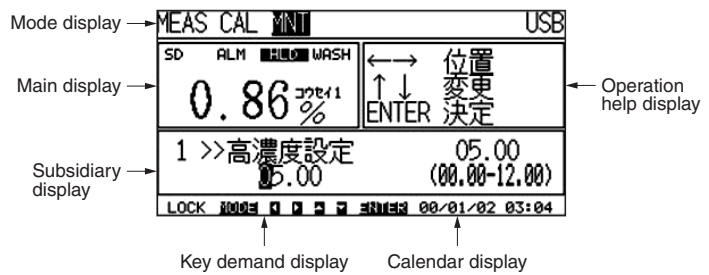 Mode display
MEAS CAL MNT USB
Main display
SD ALM HLD WASH
0.86 コウセイ1 %
←→ 位置
↑↓ 変更
ENTER 決定
Operation
help display
Subsidiary
display
1 >>高濃度設定 05.00
05.00 (00.00-12.00)
LOCK MODE ENTER 00/01/02 03:04
Key demand display
Calendar display